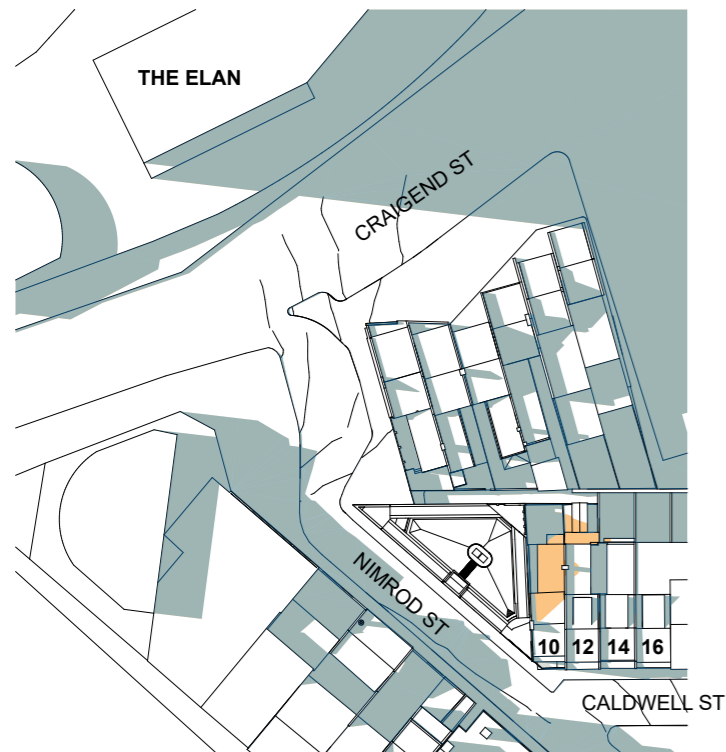 THE ELAN
CRAIGEND ST
NIMROD ST
10 12 14 16
CALDWELL ST